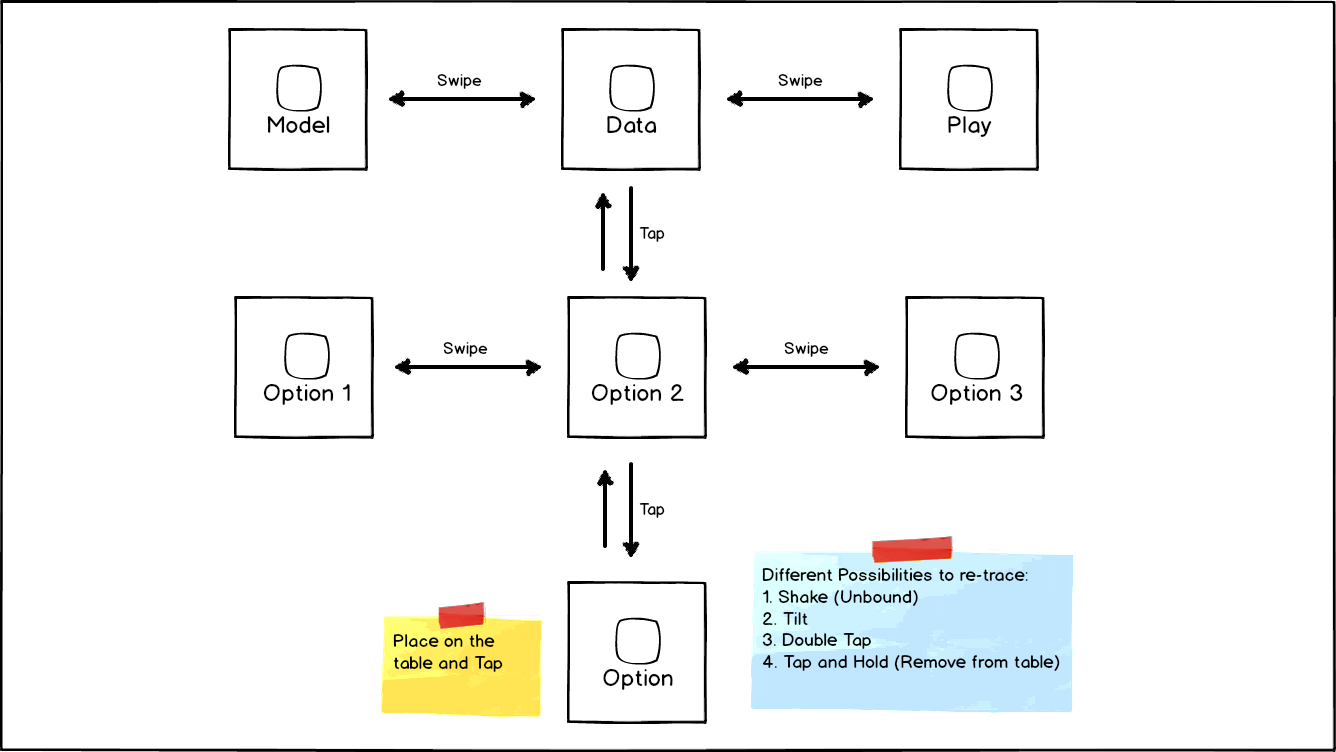 Swipe
Swipe
Model
Data
Play
Tap
Swipe
Swipe
Option 1
Option 2
Option 3
Tap
Different Possibilities to re-trace:
1. Shake (Unbound)
2. Tilt
3. Double Tap
4. Tap and Hold (Remove from table)
Place on the
table and Tap
Option